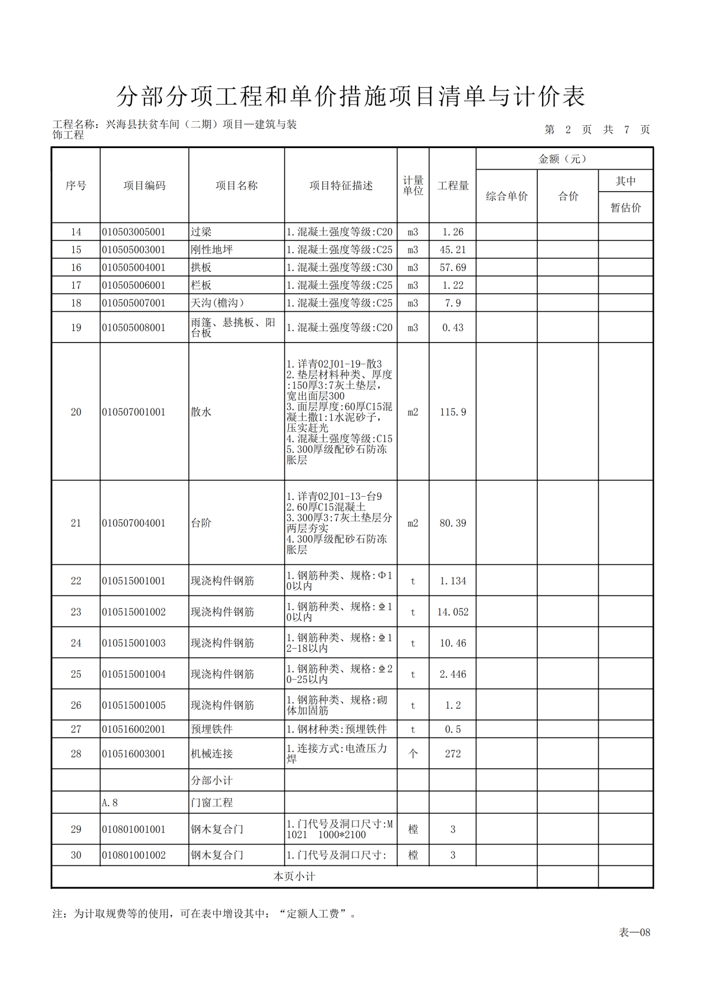 分部分项工程和单价措施项目清单与计价表
工程名称：兴海县扶贫车间（二期）项目—建筑与装
饰工程
第 2 页 共 7 页
序号 项目编码 项目名称 项目特征描述 计量单位 工程量 金额（元）
综合单价 合价 其中
暂估价
14 010503005001 过梁 1.混凝土强度等级:C20 m3 1.26
15 010505003001 刚性地坪 1.混凝土强度等级:C25 m3 45.21
16 010505004001 拱板 1.混凝土强度等级:C30 m3 57.69
17 010505006001 栏板 1.混凝土强度等级:C25 m3 1.22
18 010505007001 天沟(檐沟） 1.混凝土强度等级:C25 m3 7.9
19 010505008001 雨篷、悬挑板、阳
台板 1.混凝土强度等级:C20 m3 0.43
20 010507001001 散水 1.详青02J01-19-散3
2.垫层材料种类、厚度
:150厚3:7灰土垫层，
宽出面层300
3.面层厚度:60厚C15混
凝土撒1:1水泥砂子，
压实赶光
4.混凝土强度等级:C15
5.300厚级配砂石防冻
胀层 m2 115.9
21 010507004001 台阶 1.详青02J01-13-台9
2.60厚C15混凝土
3.300厚3:7灰土垫层分
两层夯实
4.300厚级配砂石防冻
胀层 m2 80.39
22 010515001001 现浇构件钢筋 1.钢筋种类、规格:Φ1
0以内 t 1.134
23 010515001002 现浇构件钢筋 1.钢筋种类、规格:⏀1
0以内 t 14.052
24 010515001003 现浇构件钢筋 1.钢筋种类、规格:⏀1
2-18以内 t 10.46
25 010515001004 现浇构件钢筋 1.钢筋种类、规格:⏀2
0-25以内 t 2.446
26 010515001005 现浇构件钢筋 1.钢筋种类、规格:砌
体加固筋 t 1.2
27 010516002001 预埋铁件 1.钢材种类:预埋铁件 t 0.5
28 010516003001 机械连接 1.连接方式:电渣压力
焊 个 272
分部小计
A.8 门窗工程
29 010801001001 钢木复合门 1.门代号及洞口尺寸:M
1021 1000*2100 樘 3
30 010801001002 钢木复合门 1.门代号及洞口尺寸: 樘 3
本页小计
注：为计取规费等的使用，可在表中增设其中：“定额人工费”。
表—08